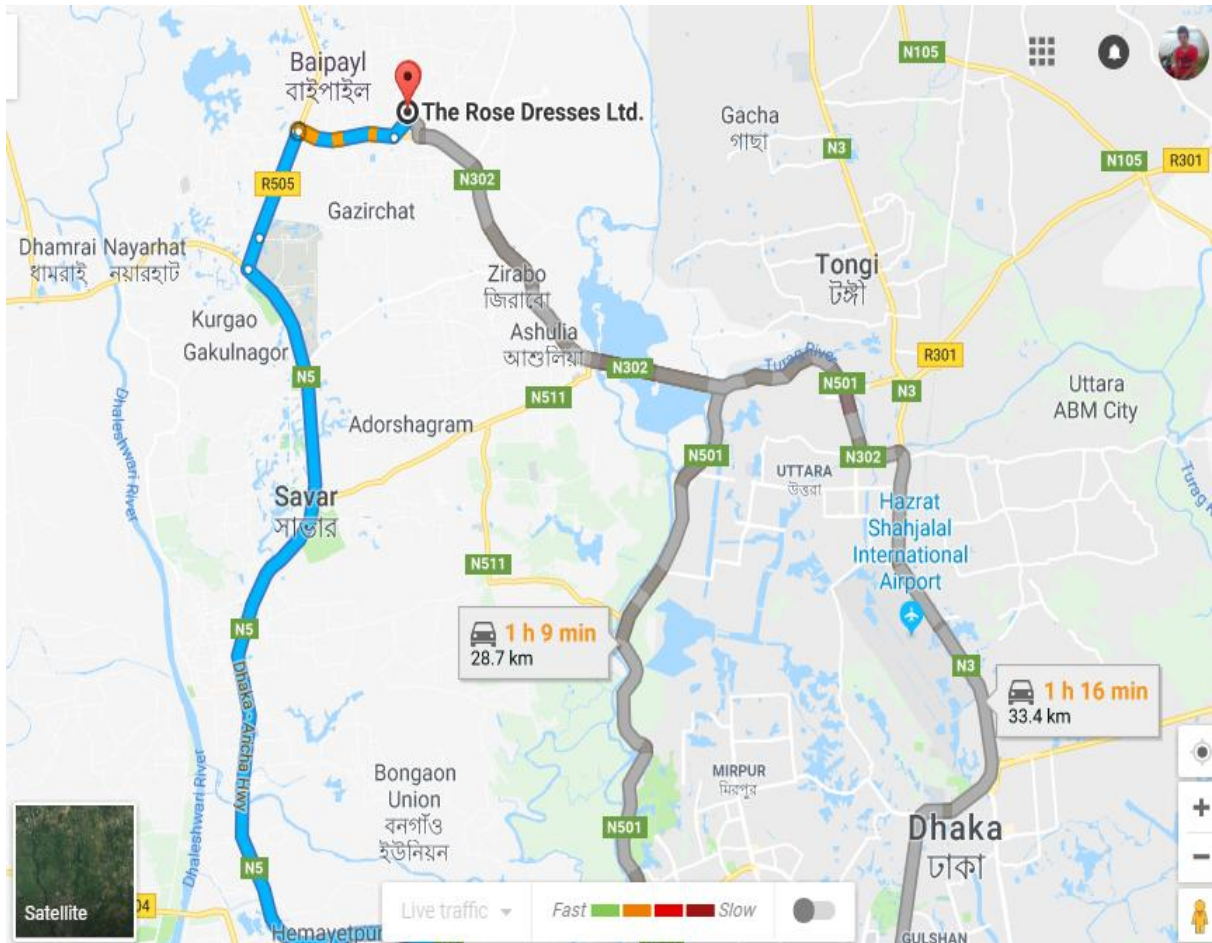 N105
Baipayl
বাইপাইল
The Rose Dresses Ltd.
Gacha
গাছা
N3
N105
R301
R505
N302
Gazirchat
Dhamrai
ধামরাই
Nayarhat
নয়ারহাট
Zirabo
জিরাবো
Tongi
টঙ্গী
Kurgao
Gakulnagor
Ashulia
আশুলিয়া
N302
Turag River
R301
N5
N511
N501
N3
Uttara
ABM City
Adorshagram
N501
UTTARA
উত্তরা
N302
Savar
সাভার
Hazrat
Shahjalal
International
Airport
Dhaleshwari River
Turag
N511
N5
1 h 9 min
28.7 km
N3
1 h 16 min
33.4 km
Dhaka - Aricha Hwy
Dhaleshwari River
Bongaon
Union
বনগাঁও
ইউনিয়ন
MIRPUR
মিরপুর
N501
Dhaka
ঢাকা
N5
Satellite
04
Live traffic
Fast
Slow
Hemayetpur
GULSHAN